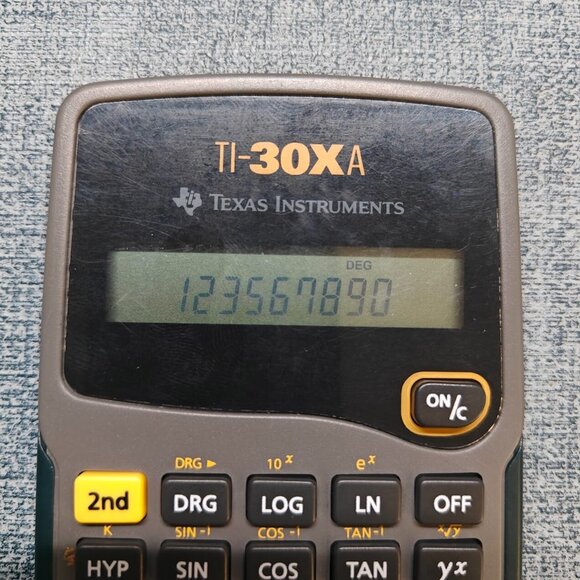 TI-30XA
TEXAS INSTRUMENTS
DEG
123567890
ON/C
DRG ► 10ˣ eˣ
2nd DRG LOG LN OFF
K SIN⁻¹ COS⁻¹ TAN⁻¹ ˣ√y
HYP SIN COS TAN yˣ